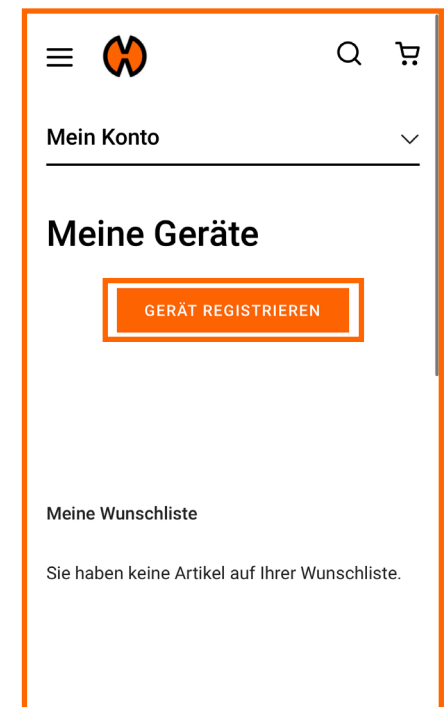 Mein Konto
Meine Geräte
GERÄT REGISTRIEREN
Meine Wunschliste
Sie haben keine Artikel auf Ihrer Wunschliste.